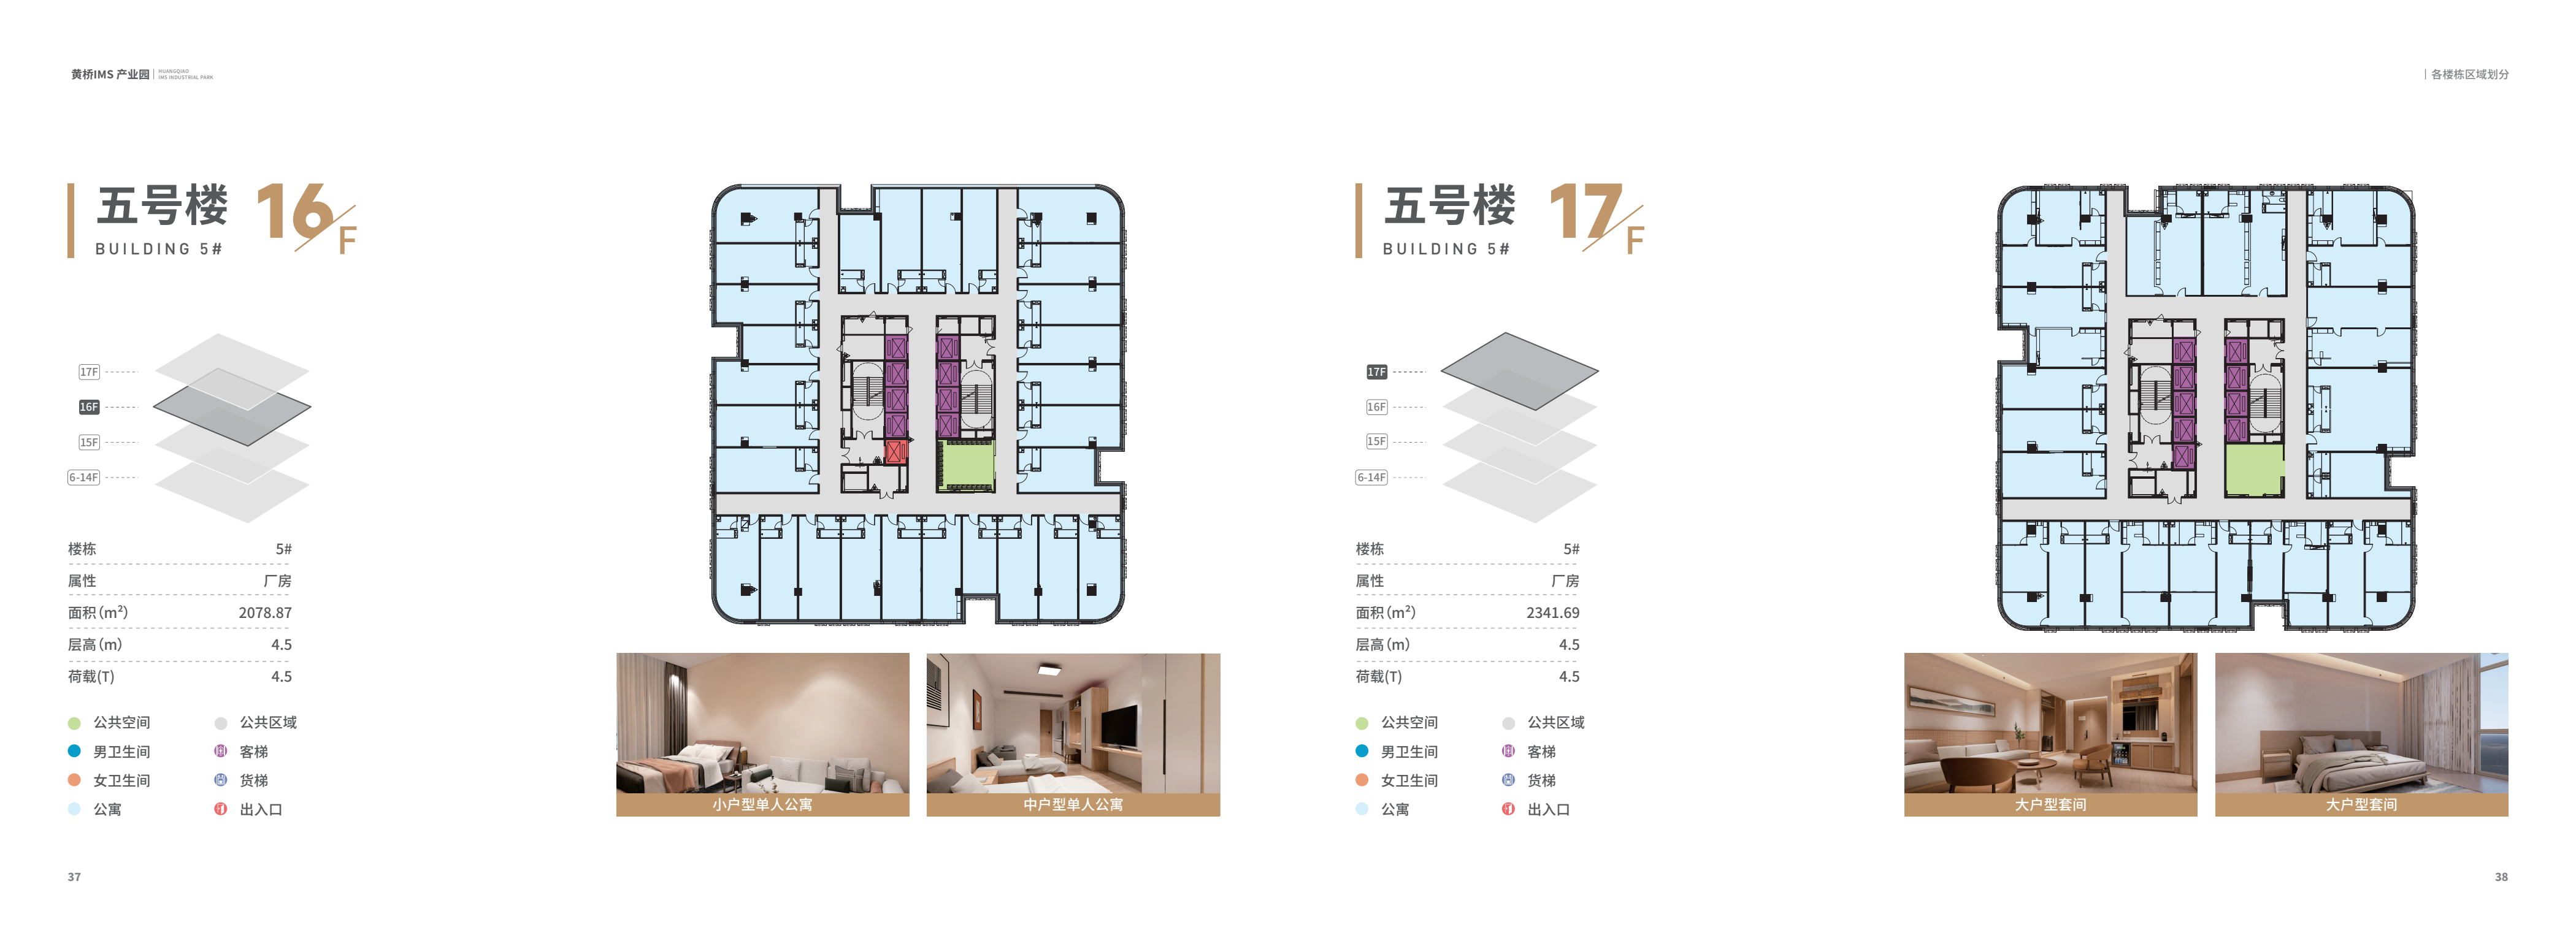 黄桥IMS 产业园
HUANGQIAO
IMS INDUSTRIAL PARK
各楼栋区域划分
五号楼
BUILDING 5#
16/F
17F
16F
15F
6-14F
楼栋 5#
属性 厂房
面积(m²) 2078.87
层高(m) 4.5
荷载(T) 4.5
公共空间 公共区域
男卫生间 客梯
女卫生间 货梯
公寓 出入口
小户型单人公寓
中户型单人公寓
37
五号楼
BUILDING 5#
17/F
17F
16F
15F
6-14F
楼栋 5#
属性 厂房
面积(m²) 2341.69
层高(m) 4.5
荷载(T) 4.5
公共空间 公共区域
男卫生间 客梯
女卫生间 货梯
公寓 出入口
大户型套间
大户型套间
38